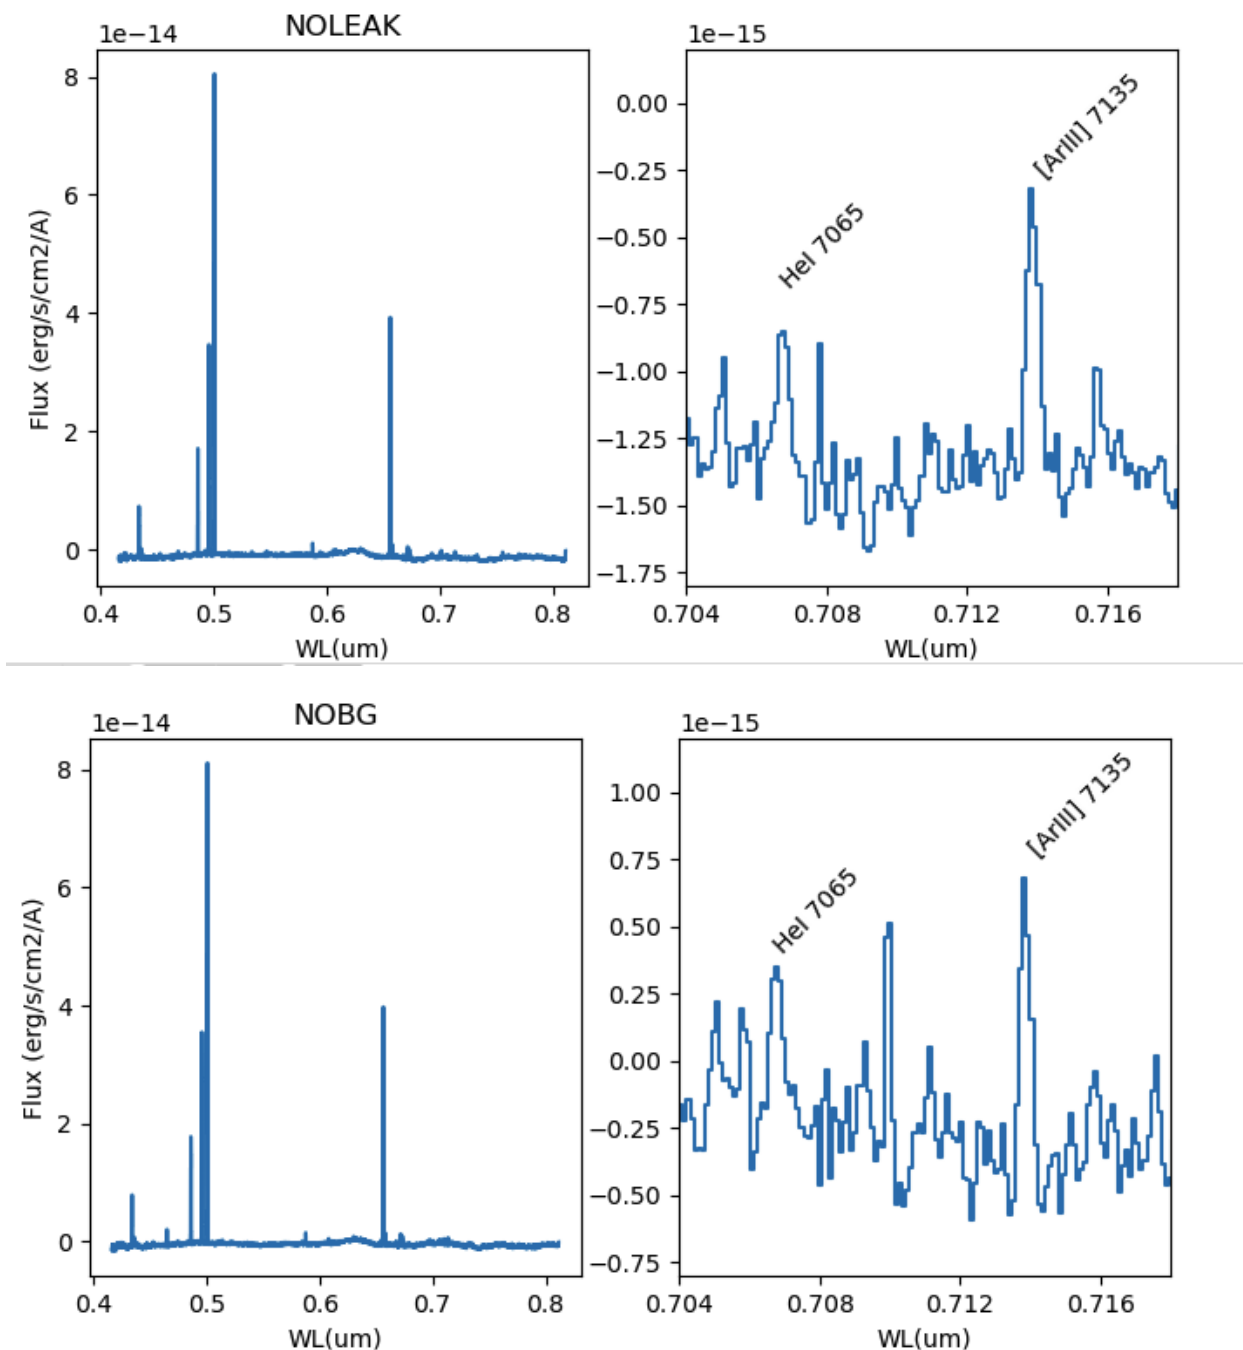 NOLEAK
1e−14
8
6
4
2
0
Flux (erg/s/cm2/A)
0.4 0.5 0.6 0.7 0.8
WL(um)
1e−15
0.00
−0.25
−0.50
−0.75
−1.00
−1.25
−1.50
−1.75
HeI 7065
[ArIII] 7135
0.704 0.708 0.712 0.716
WL(um)
NOBG
1e−14
8
6
4
2
0
Flux (erg/s/cm2/A)
0.4 0.5 0.6 0.7 0.8
WL(um)
1e−15
1.00
0.75
0.50
0.25
0.00
−0.25
−0.50
−0.75
HeI 7065
[ArIII] 7135
0.704 0.708 0.712 0.716
WL(um)